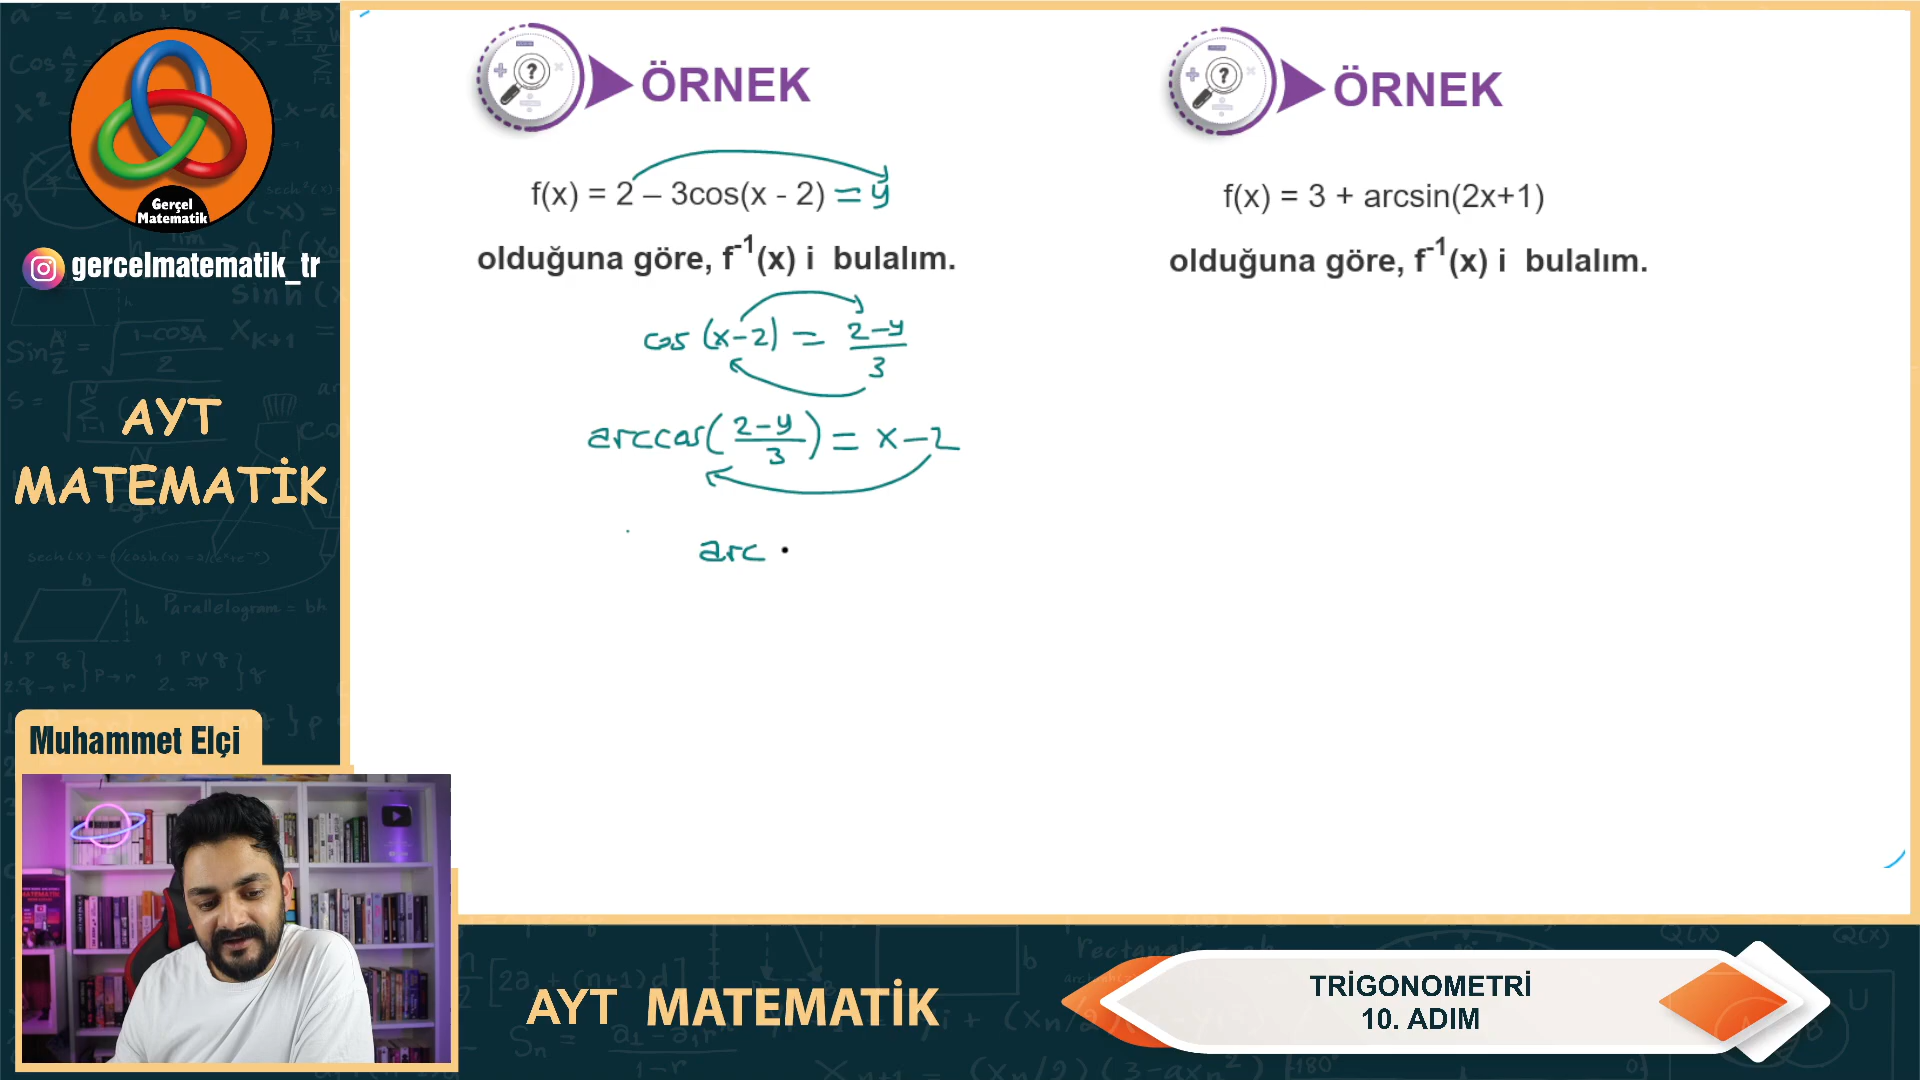 Gerçel
Matematik
gercelmatematik_tr
AYT
MATEMATİK
Muhammet Elçi
ÖRNEK
f(x) = 2 – 3cos(x - 2) = y
olduğuna göre, f⁻¹(x) i bulalım.
cos (x-2) = (2-y)/3
arccos((2-y)/3) = x-2
arc
ÖRNEK
f(x) = 3 + arcsin(2x+1)
olduğuna göre, f⁻¹(x) i bulalım.
AYT MATEMATİK
TRİGONOMETRİ
10. ADIM